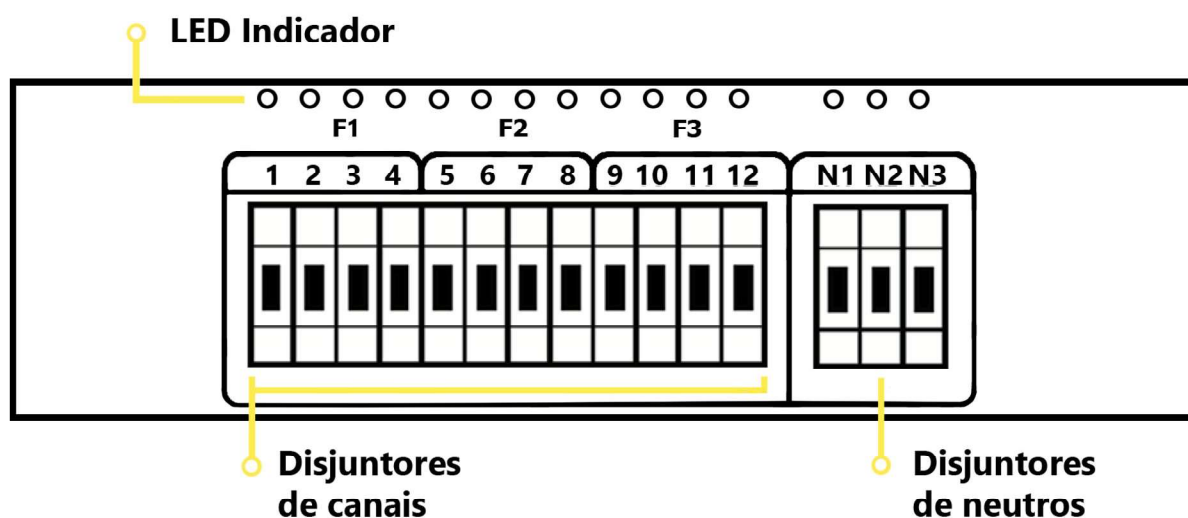 LED Indicador
F1 F2 F3
1 2 3 4 5 6 7 8 9 10 11 12 N1 N2 N3
Disjuntores
de canais
Disjuntores
de neutros